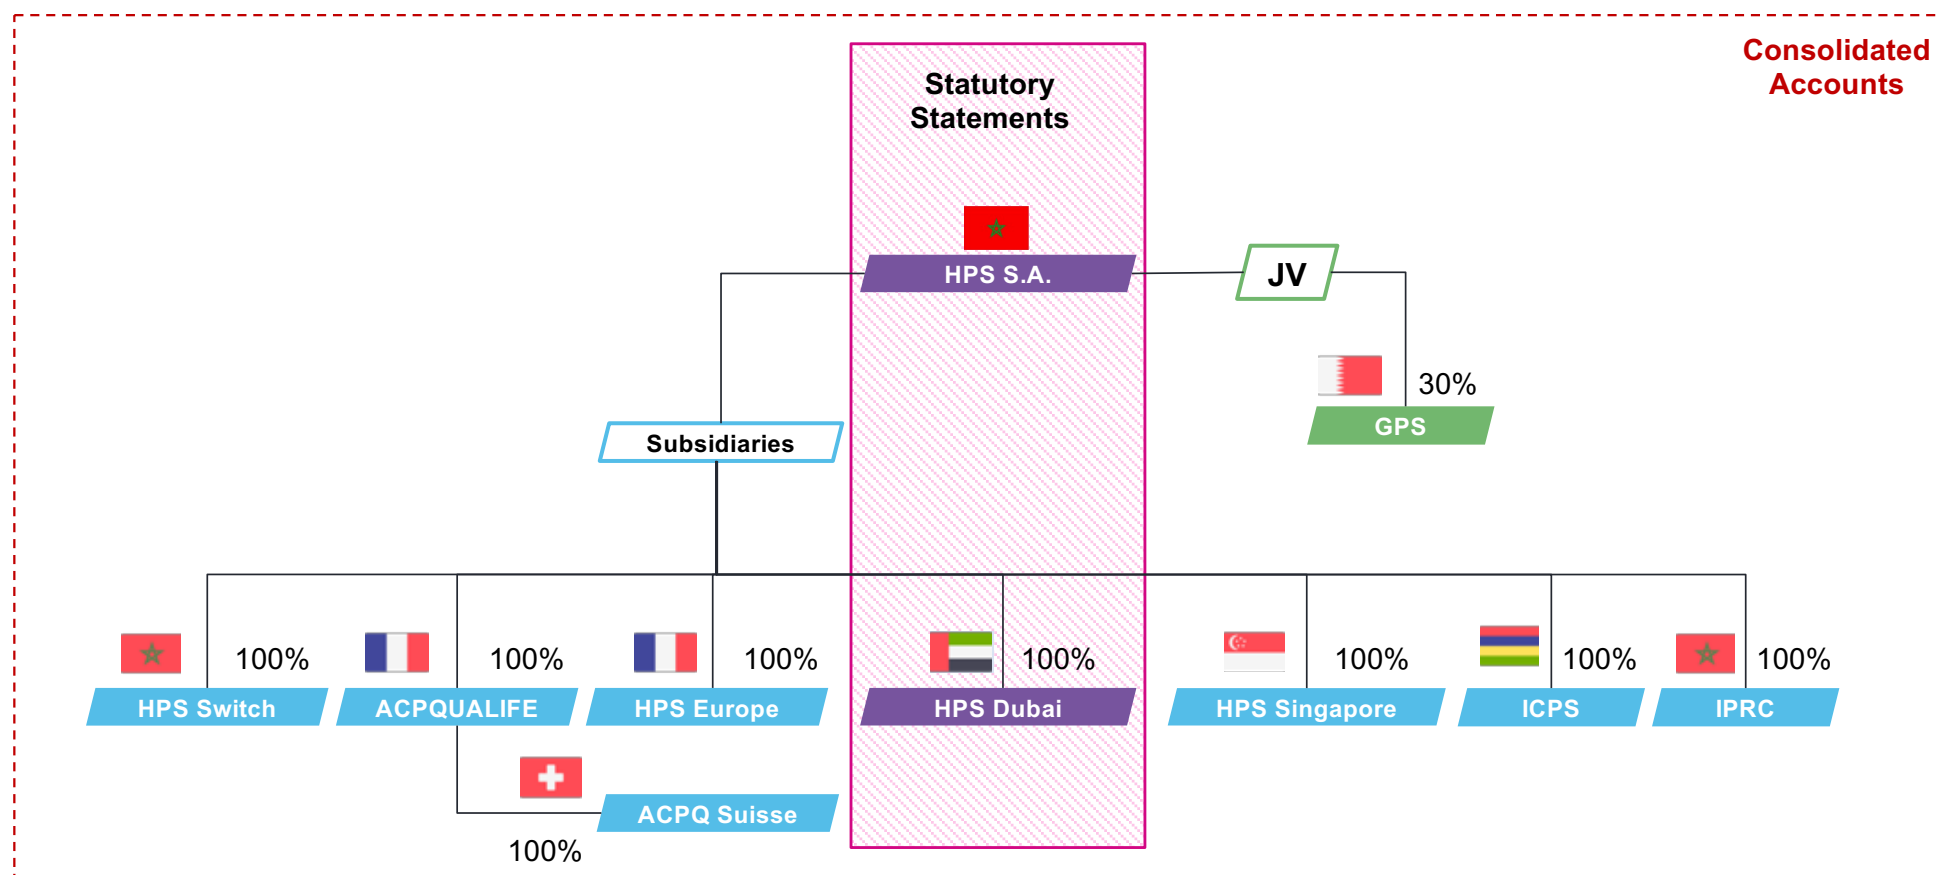 Consolidated
Accounts
Statutory
Statements
HPS S.A.
JV
30%
GPS
Subsidiaries
100%
100%
100%
100%
100%
100%
100%
HPS Switch
ACPQUALIFE
HPS Europe
HPS Dubai
HPS Singapore
ICPS
IPRC
ACPQ Suisse
100%